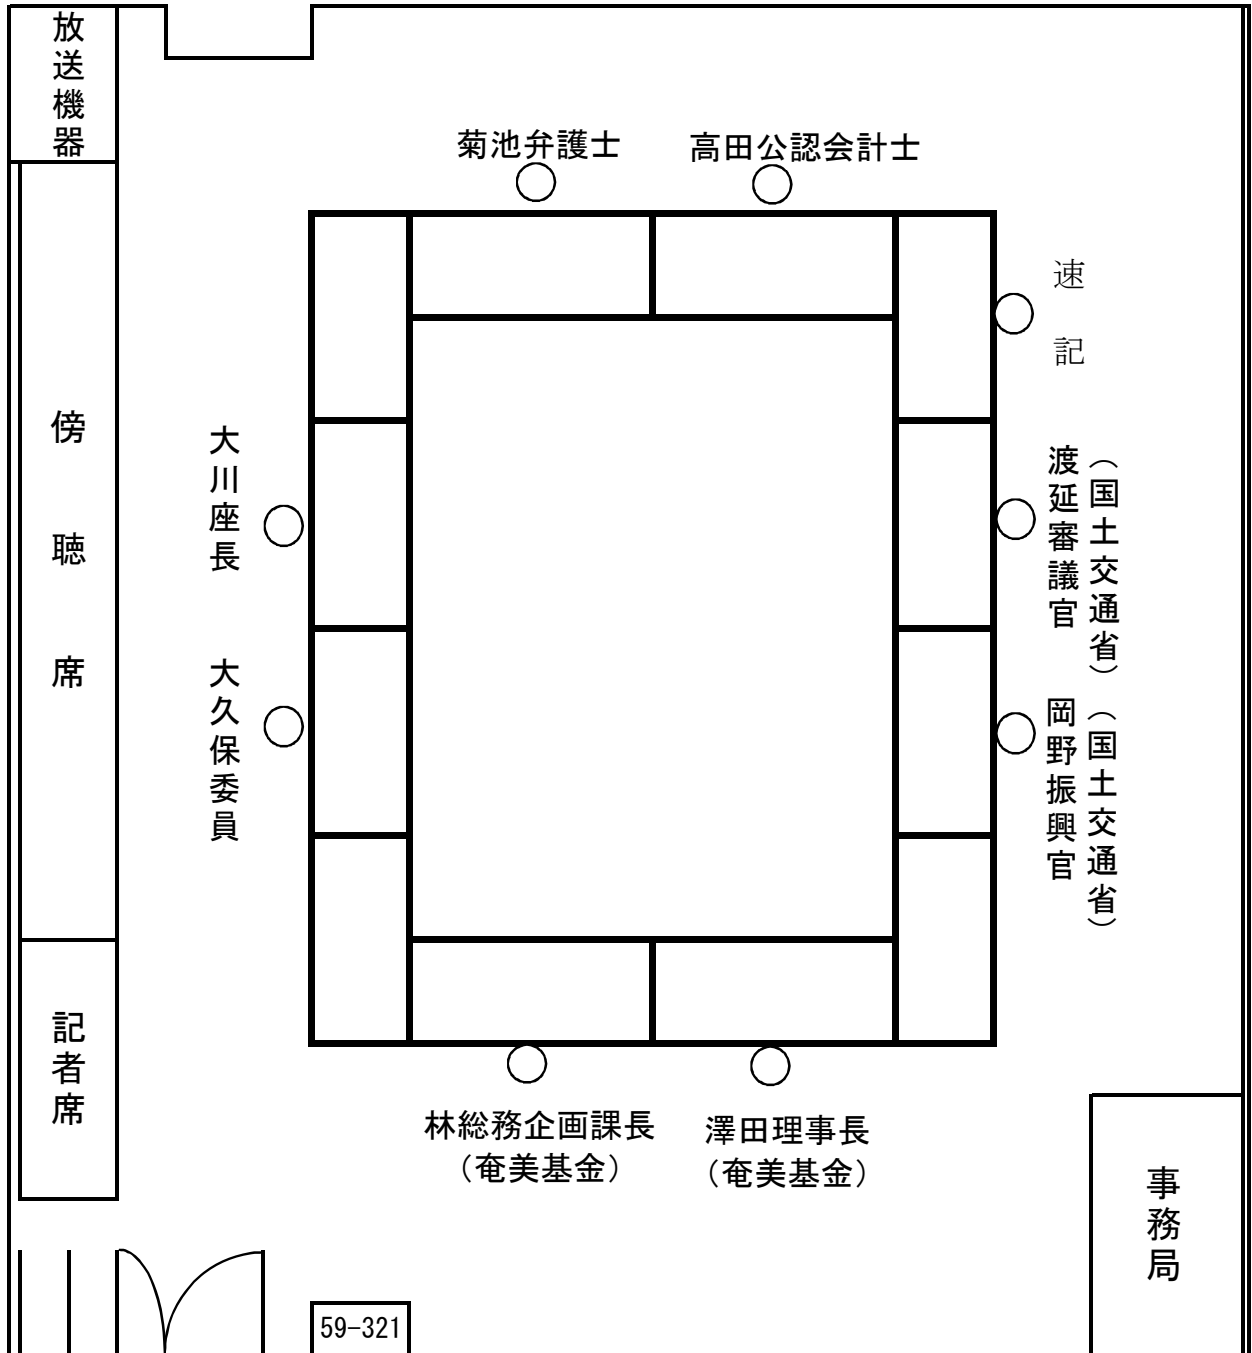 放送機器
菊池弁護士
高田公認会計士
速記
傍聴席
大川座長
渡延審議官
（国土交通省）
大久保委員
岡野振興官
（国土交通省）
記者席
林総務企画課長
（奄美基金）
澤田理事長
（奄美基金）
事務局
59-321